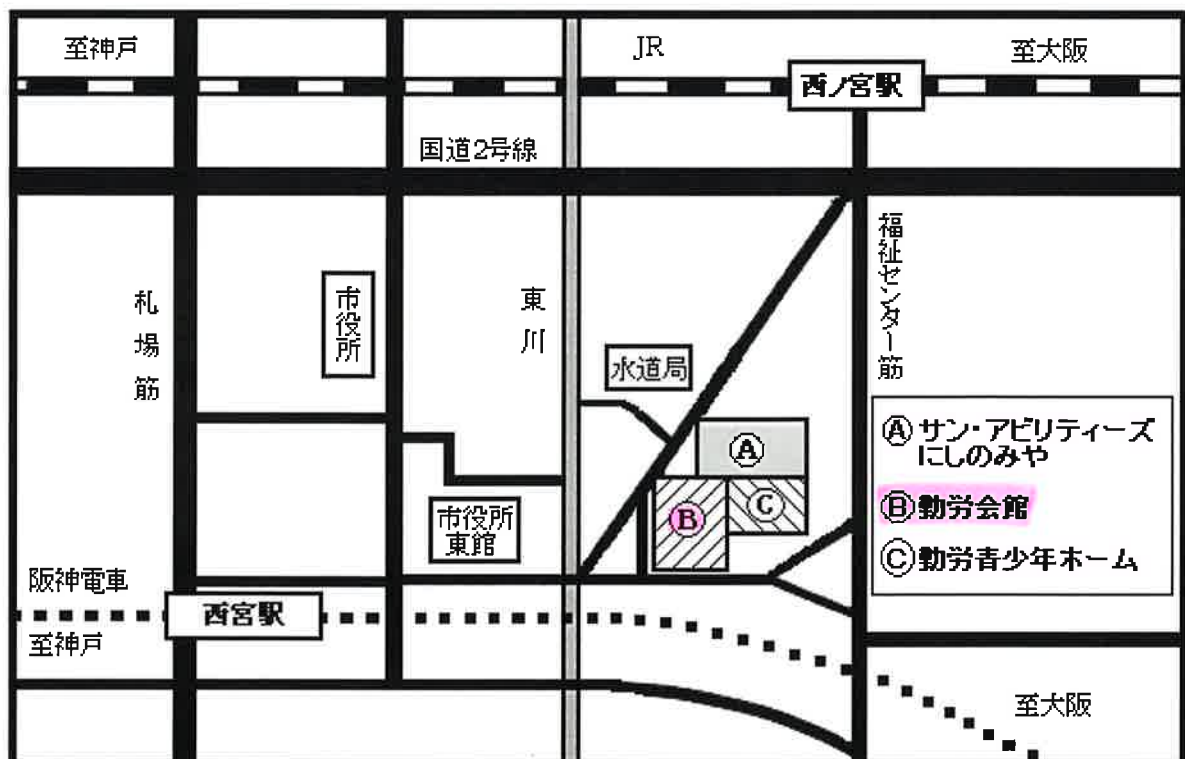 至神戸
JR
至大阪
西ノ宮駅
国道2号線
札場筋
市役所
東川
福祉センター筋
水道局
Ⓐサン・アビリティーズ
にしのみや
Ⓑ勤労会館
Ⓒ勤労青少年ホーム
Ⓐ
Ⓑ
Ⓒ
市役所
東館
阪神電車
西宮駅
至神戸
至大阪